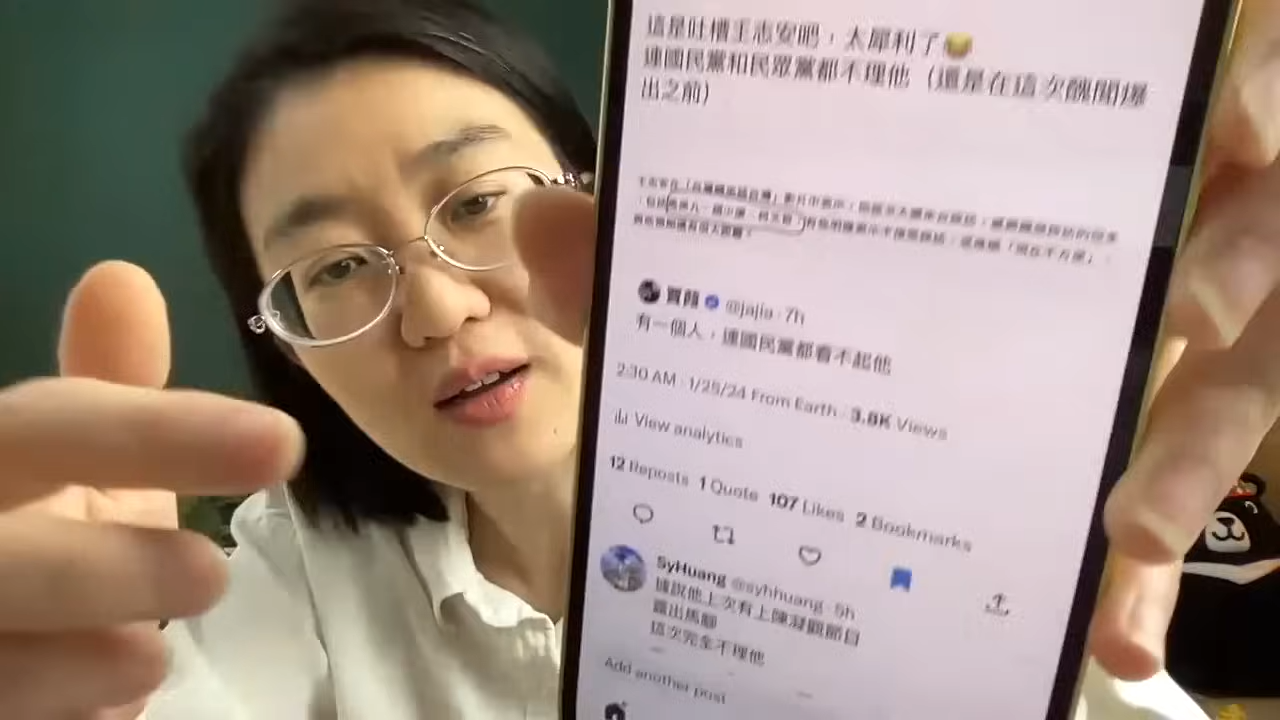 這是吐槽王志安吧，太犀利了😂
連國民黨和民眾黨都不理他（還是在這次醜聞爆
出之前）
賈葭 @jajia · 7h
有一個人，連國民黨都看不起他
2:30 AM · 1/25/24 From Earth · 3.8K Views
View analytics
12 Reposts 1 Quote 107 Likes 2 Bookmarks
SyHuang @syhhuang · 5h
據說他上次有上陳凝觀節目
露出馬腳
這次完全不理他
Add another post